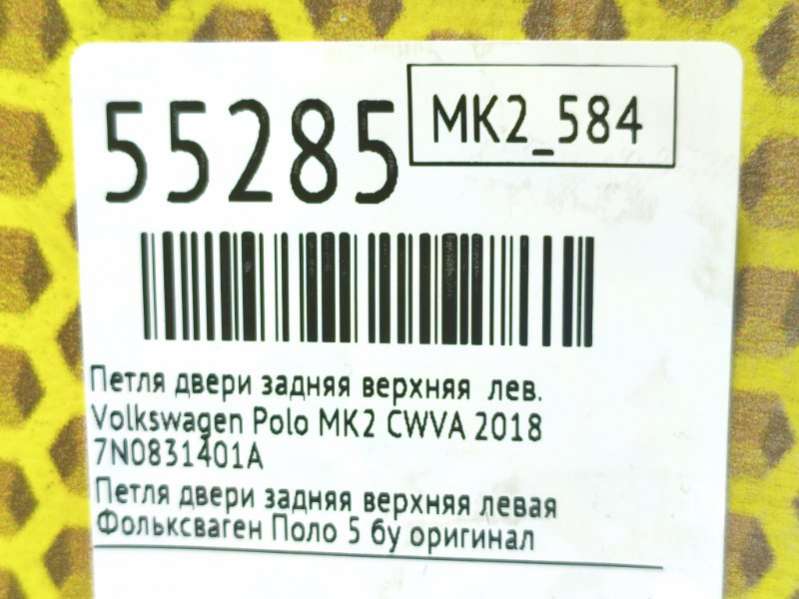 55285
MK2_584
Петля двери задняя верхняя лев.
Volkswagen Polo MK2 CWVA 2018
7N0831401A
Петля двери задняя верхняя левая
Фольксваген Поло 5 бу оригинал